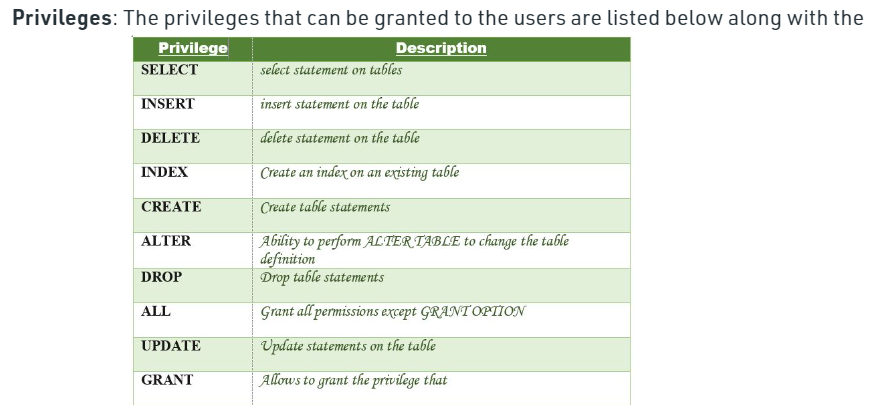 Privileges: The privileges that can be granted to the users are listed below along with the
Privilege Description
SELECT select statement on tables
INSERT insert statement on the table
DELETE delete statement on the table
INDEX Create an index on an existing table
CREATE Create table statements
ALTER Ability to perform ALTER TABLE to change the table
definition
DROP Drop table statements
ALL Grant all permissions except GRANT OPTION
UPDATE Update statements on the table
GRANT Allows to grant the privilege that